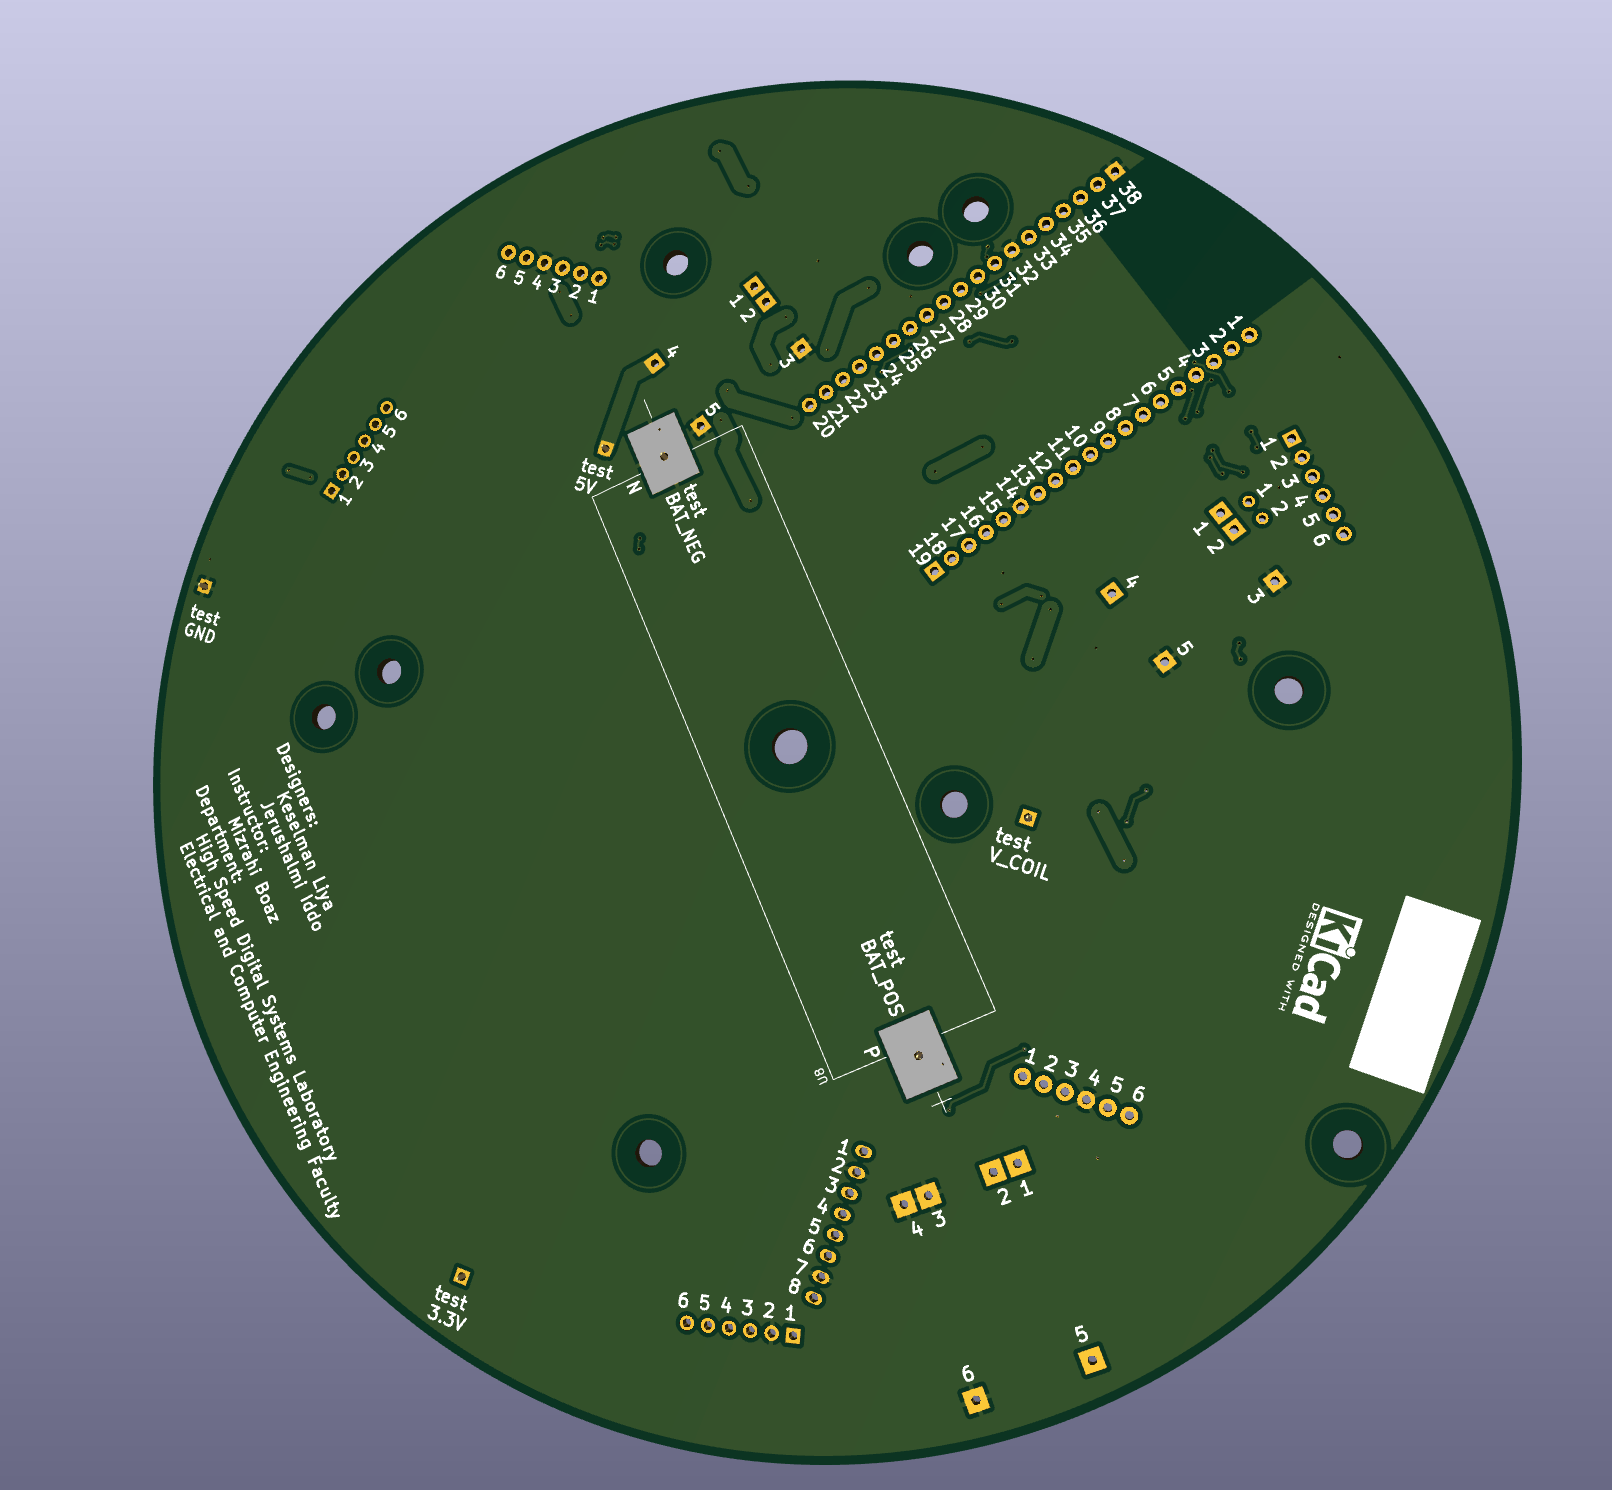 6 5 4 3 2 1
1 2
3
4
5
test
5V
N
test
BAT_NEG
1 2 3 4 5 6
test
GND
38
37
36
35
34
33
32
31
30
29
28
27
26
25
24
23
22
21
20
1
2
3
4
5
6
7
8
9
10
11
12
13
14
15
16
17
18
19
1 2 3 4 5 6
1 2
1 2
3
4
5
test
V_COIL
Designers:
Keselman Liya
Jerushalmi Iddo
Instructor:
Mizrahi Boaz
Department:
High Speed Digital Systems Laboratory
Electrical and Computer Engineering Faculty
DESIGNED WITH
KiCad
test
BAT_POS
P
U8
+
1 2 3 4 5 6
1
2
3
4
5
6
7
8
4 3
2 1
6 5 4 3 2 1
test
3.3V
5
6